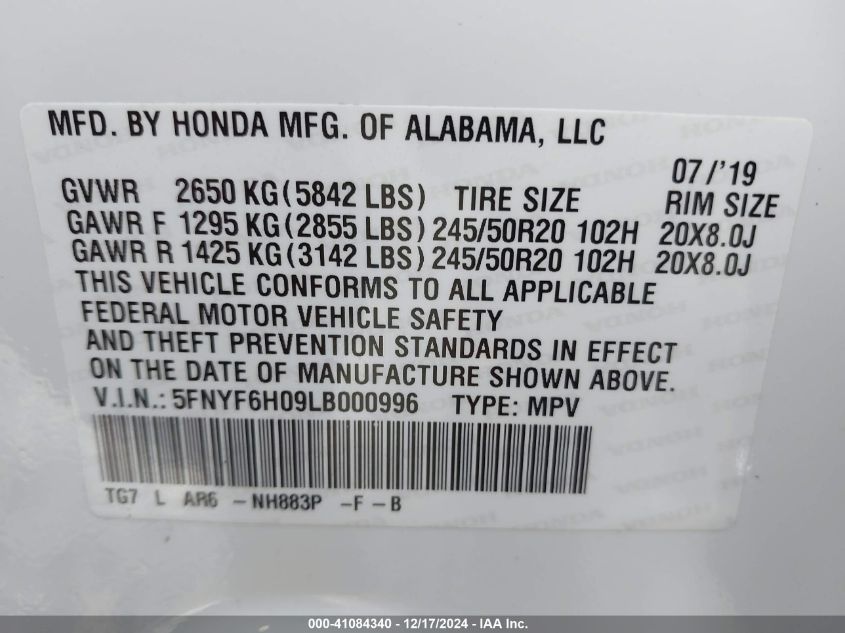 MFD. BY HONDA MFG. OF ALABAMA, LLC
07/'19
GVWR 2650 KG (5842 LBS) TIRE SIZE RIM SIZE
GAWR F 1295 KG (2855 LBS) 245/50R20 102H 20X8.0J
GAWR R 1425 KG (3142 LBS) 245/50R20 102H 20X8.0J
THIS VEHICLE CONFORMS TO ALL APPLICABLE
FEDERAL MOTOR VEHICLE SAFETY
AND THEFT PREVENTION STANDARDS IN EFFECT
ON THE DATE OF MANUFACTURE SHOWN ABOVE.
V.I.N.: 5FNYF6H09LB000996 TYPE: MPV
TG7 L AR6 - NH883P - F - B
000-41084340 - 12/17/2024 - IAA Inc.